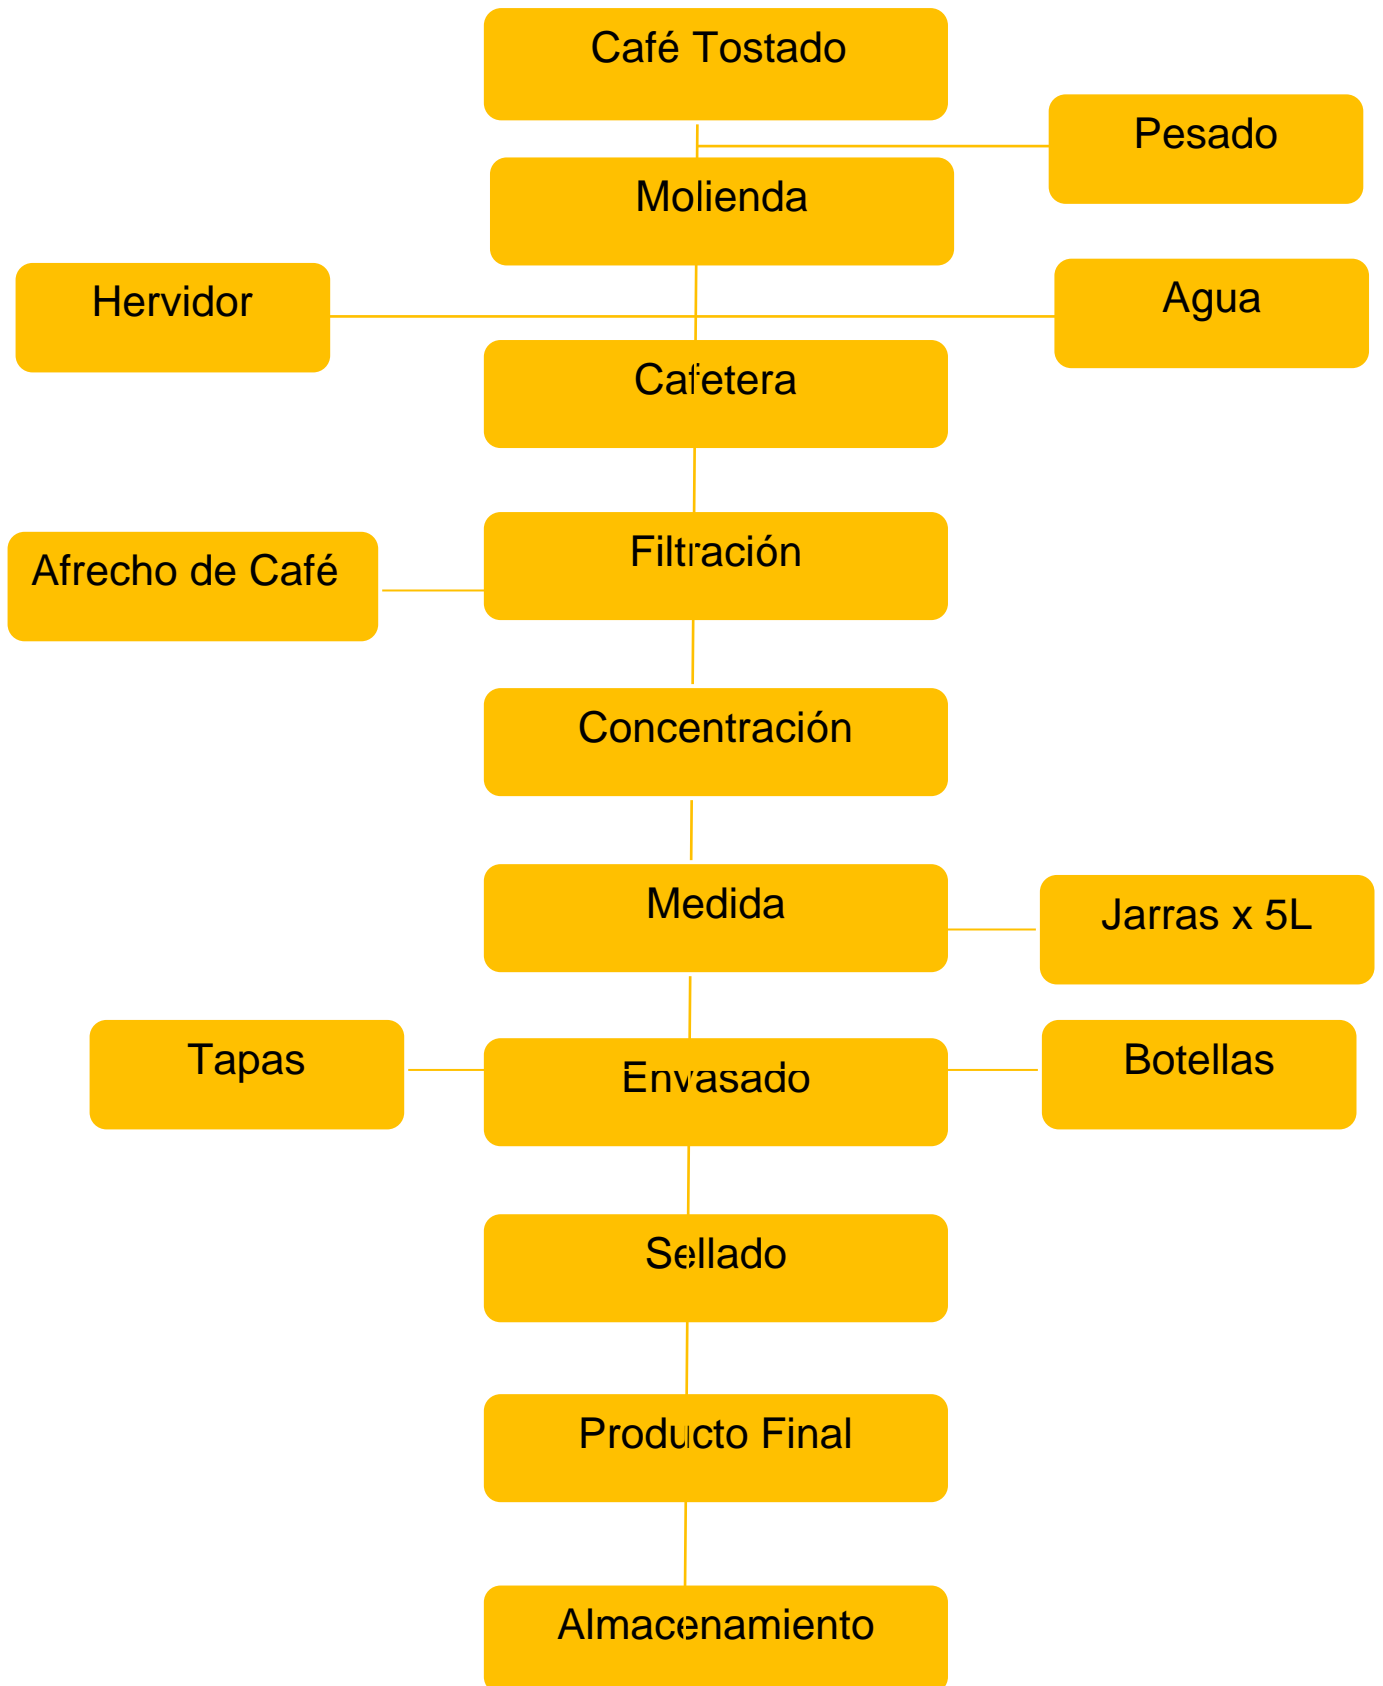 Café Tostado
Pesado
Molienda
Hervidor
Agua
Cafetera
Filtración
Afrecho de Café
Concentración
Medida
Jarras x 5L
Tapas
Envasado
Botellas
Sellado
Producto Final
Almacenamiento